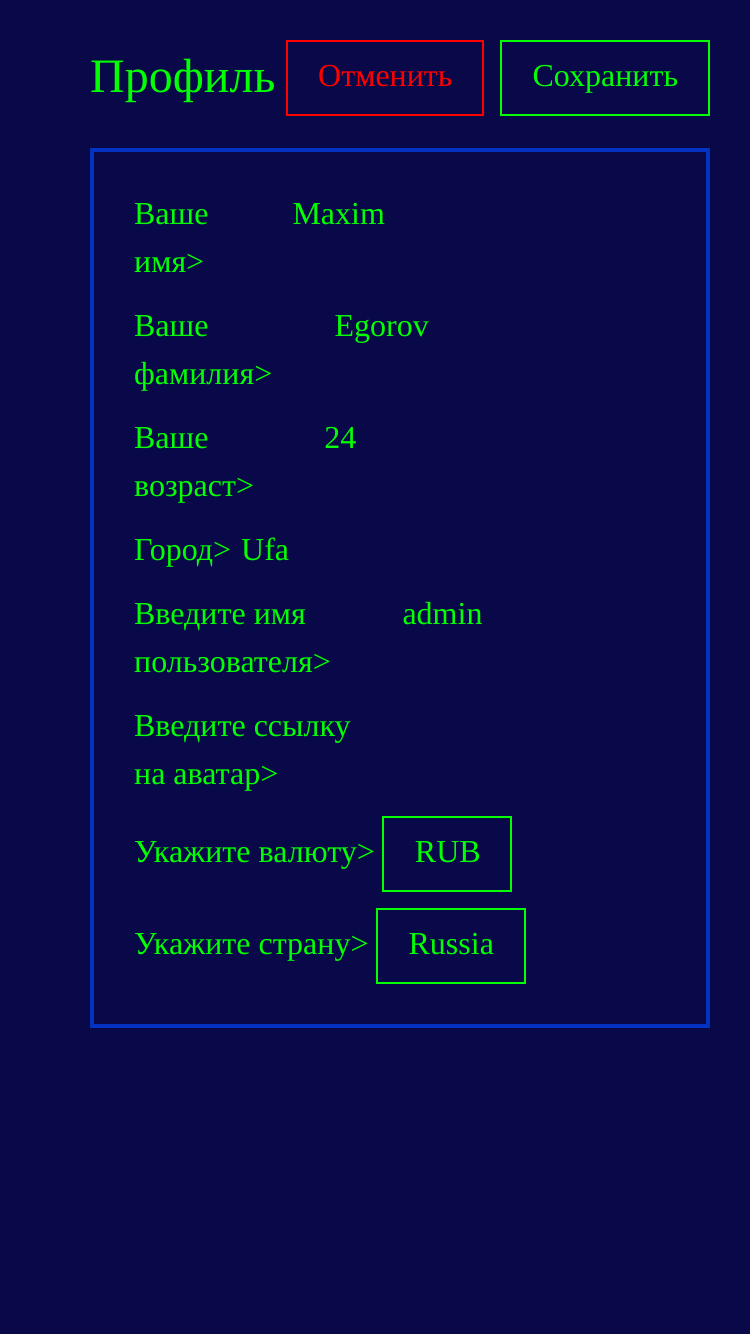 Профиль Отменить Сохранить
Ваше Maxim
имя>
Ваше Egorov
фамилия>
Ваше 24
возраст>
Город> Ufa
Введите имя admin
пользователя>
Введите ссылку
на аватар>
Укажите валюту> RUB
Укажите страну> Russia